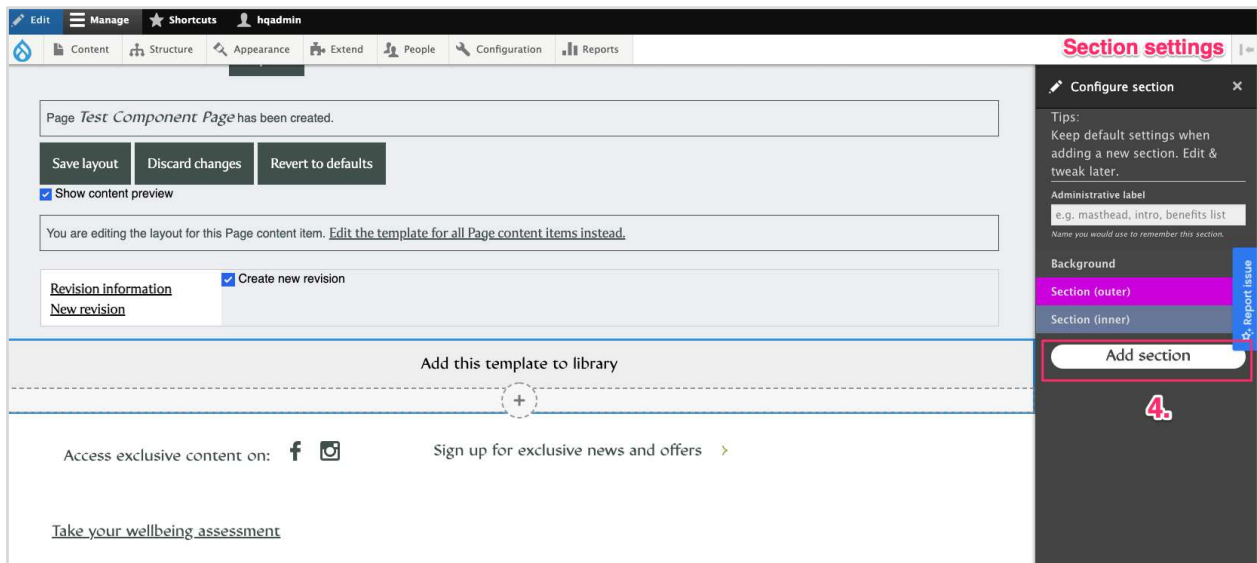 Edit Manage Shortcuts hqadmin
Content Structure Appearance Extend People Configuration Reports
Section settings
Page Test Component Page has been created.
Save layout Discard changes Revert to defaults
Show content preview
You are editing the layout for this Page content item. Edit the template for all Page content items instead.
Revision information
New revision
Create new revision
Add this template to library
+
Access exclusive content on:
Sign up for exclusive news and offers
Take your wellbeing assessment
Configure section
Tips:
Keep default settings when
adding a new section. Edit &
tweak later.
Administrative label
e.g. masthead, intro, benefits list
Name you would use to remember this section.
Background
Section (outer)
Section (inner)
Add section
4.
Report issue